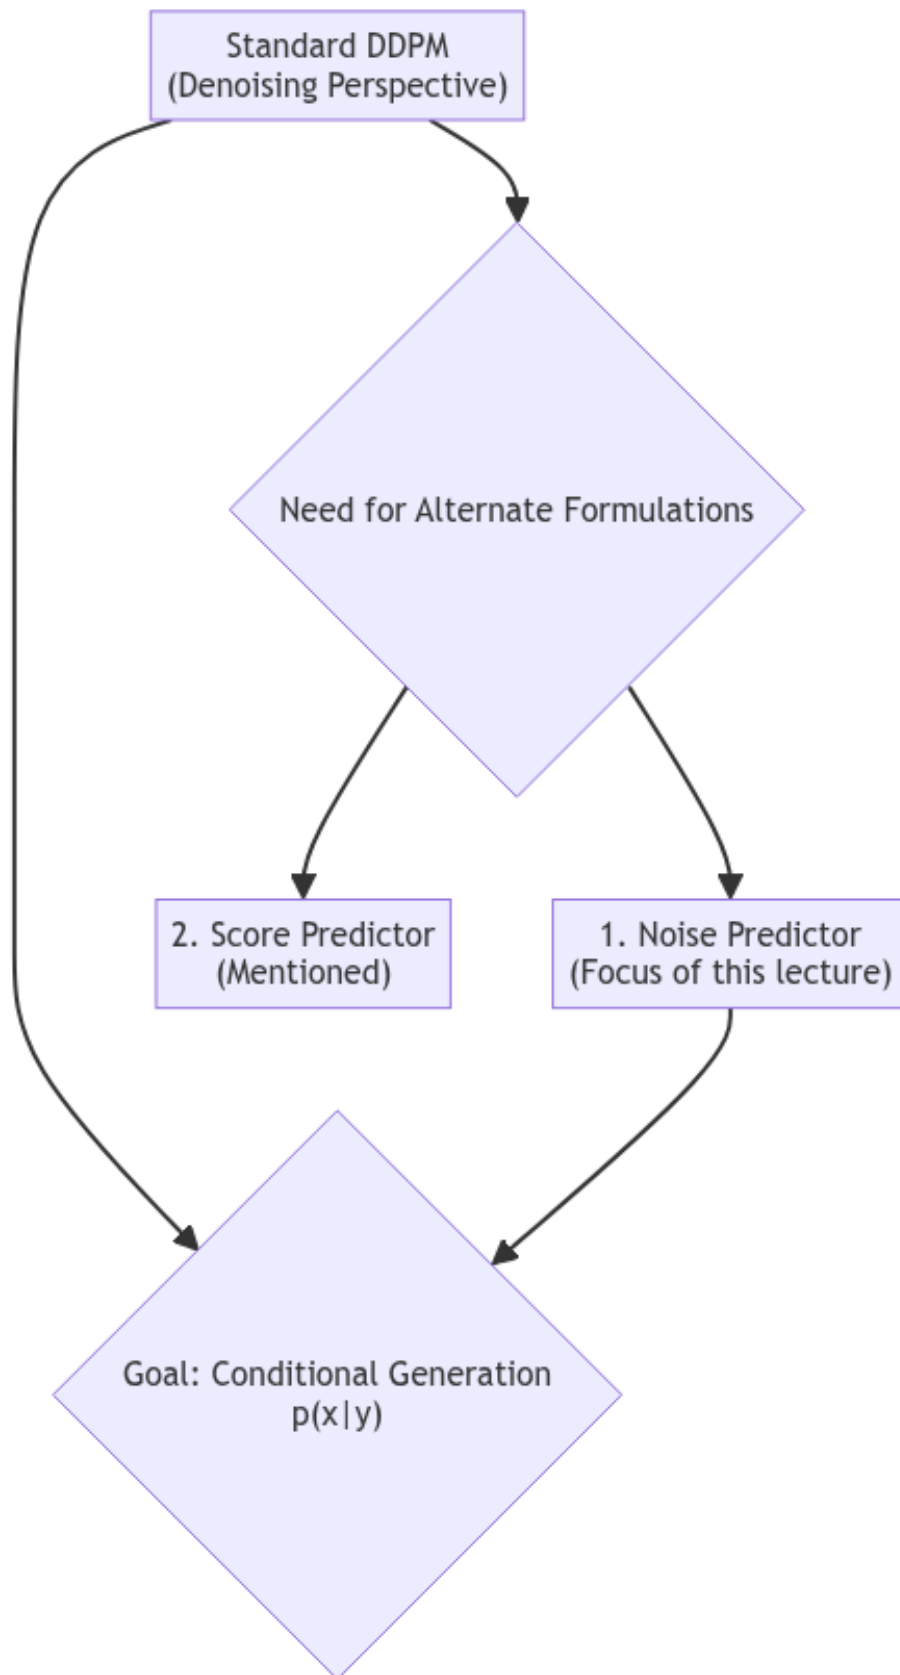 Standard DDPM
(Denoising Perspective)
Need for Alternate Formulations
2. Score Predictor
(Mentioned)
1. Noise Predictor
(Focus of this lecture)
Goal: Conditional Generation
p(x|y)